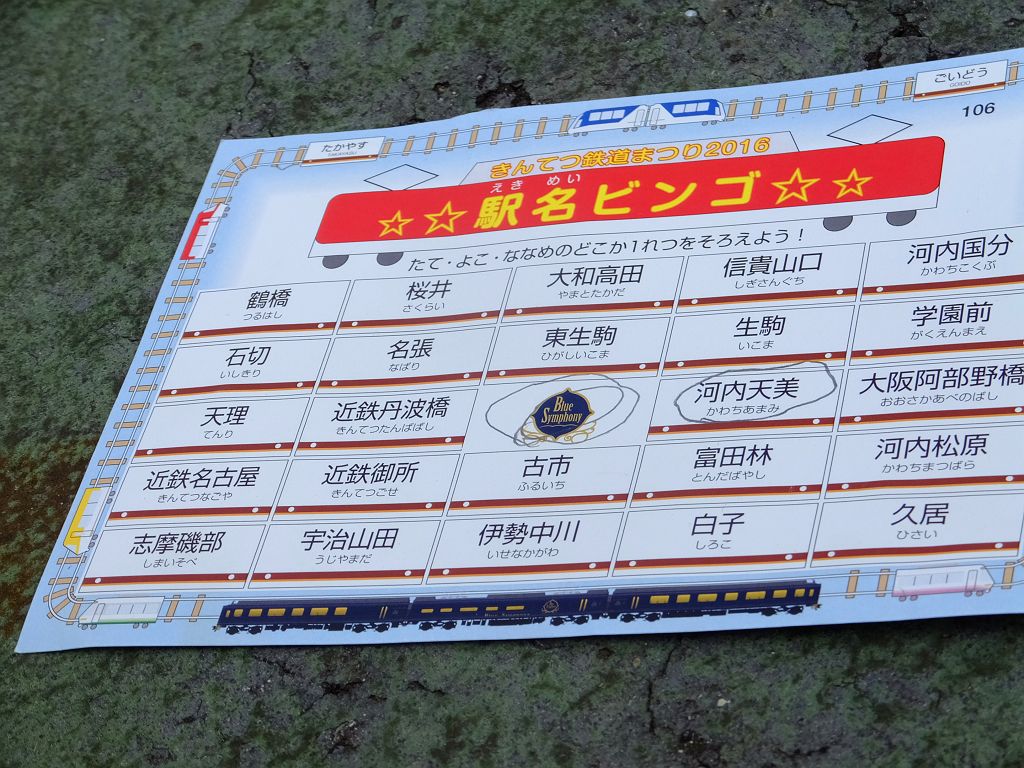 ごいどう
GOIDO
106
たかやす
TAKAYASU
きんてつ鉄道まつり2016
えき めい
☆☆駅名ビンゴ☆☆
たて・よこ・ななめのどこか1れつをそろえよう！
鶴橋 桜井 大和高田 信貴山口 河内国分
つるはし さくらい やまとたかだ しぎさんぐち かわちこくぶ
石切 名張 東生駒 生駒 学園前
いしきり なばり ひがしいこま いこま がくえんまえ
天理 近鉄丹波橋 Blue Symphony 河内天美 大阪阿部野橋
てんり きんてつたんばばし かわちあまみ おおさかあべのばし
近鉄名古屋 近鉄御所 古市 富田林 河内松原
きんてつなごや きんてつごせ ふるいち とんだばやし かわちまつばら
志摩磯部 宇治山田 伊勢中川 白子 久居
しまいそべ うじやまだ いせなかがわ しろこ ひさい
Blue Symphony